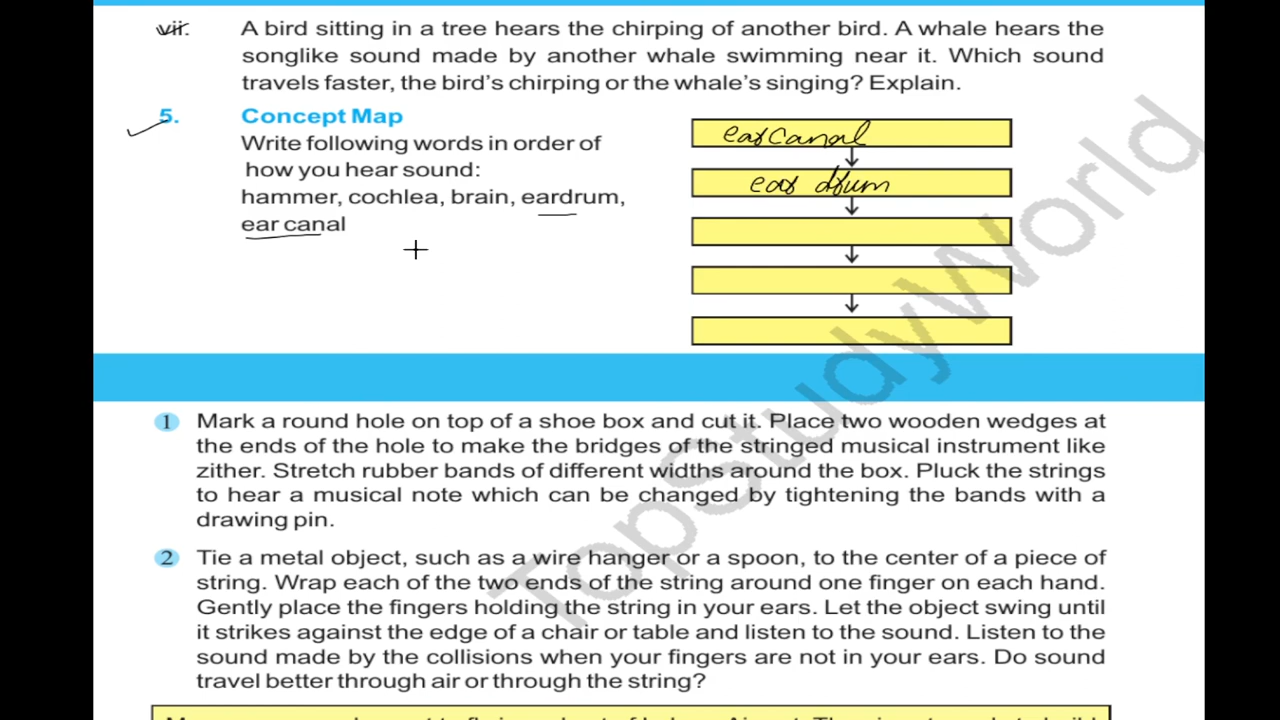 vii. A bird sitting in a tree hears the chirping of another bird. A whale hears the
songlike sound made by another whale swimming near it. Which sound
travels faster, the bird's chirping or the whale's singing? Explain.
5. Concept Map
Write following words in order of
how you hear sound:
hammer, cochlea, brain, eardrum,
ear canal
ear canal
ear drum
1 Mark a round hole on top of a shoe box and cut it. Place two wooden wedges at
the ends of the hole to make the bridges of the stringed musical instrument like
zither. Stretch rubber bands of different widths around the box. Pluck the strings
to hear a musical note which can be changed by tightening the bands with a
drawing pin.
2 Tie a metal object, such as a wire hanger or a spoon, to the center of a piece of
string. Wrap each of the two ends of the string around one finger on each hand.
Gently place the fingers holding the string in your ears. Let the object swing until
it strikes against the edge of a chair or table and listen to the sound. Listen to the
sound made by the collisions when your fingers are not in your ears. Do sound
travel better through air or through the string?
TopStudyWorld